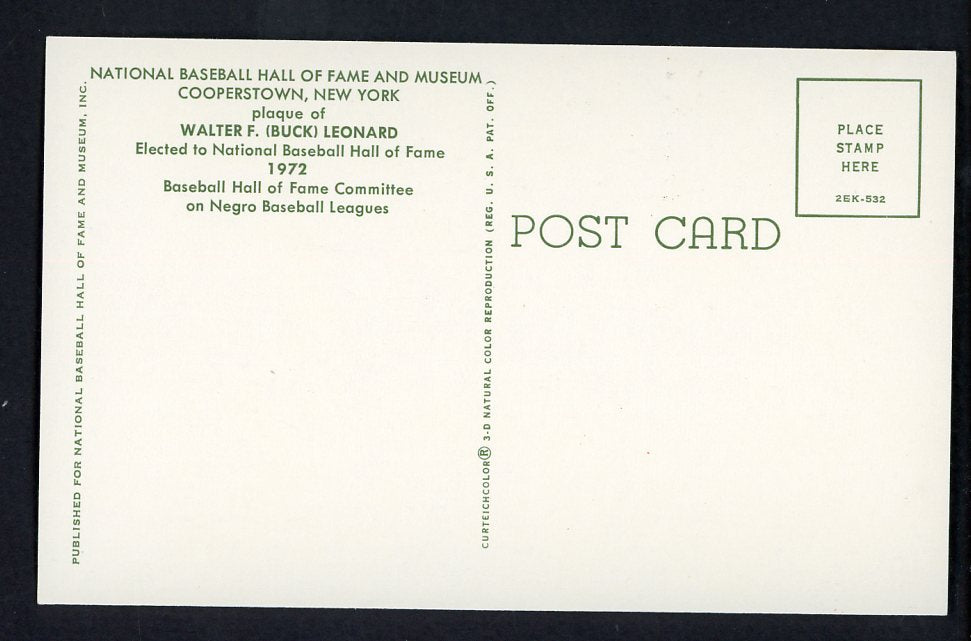 NATIONAL BASEBALL HALL OF FAME AND MUSEUM
COOPERSTOWN, NEW YORK
plaque of
WALTER F. (BUCK) LEONARD
Elected to National Baseball Hall of Fame
1972
Baseball Hall of Fame Committee
on Negro Baseball Leagues
PUBLISHED FOR NATIONAL BASEBALL HALL OF FAME AND MUSEUM, INC.
CURTEICHCOLOR® 3-D NATURAL COLOR REPRODUCTION (REG. U. S. A. PAT. OFF.)
POST CARD
PLACE
STAMP
HERE
2EK-532